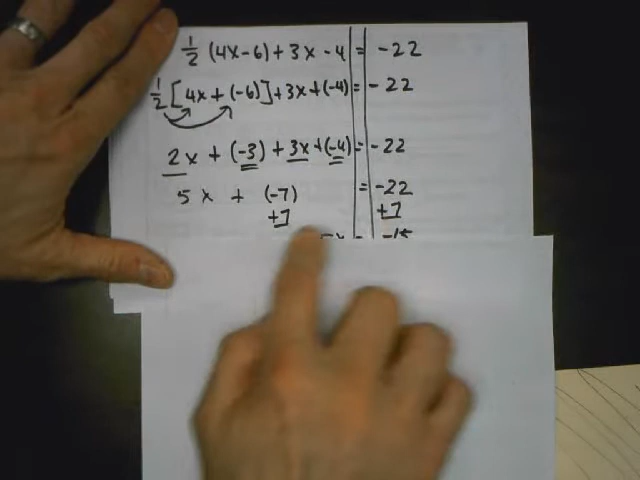 ½ (4x-6) + 3x - 4 = -22
½ [4x + (-6)] + 3x + (-4) = -22
2x + (-3) + 3x + (-4) = -22
5x + (-7) = -22
+7 +7